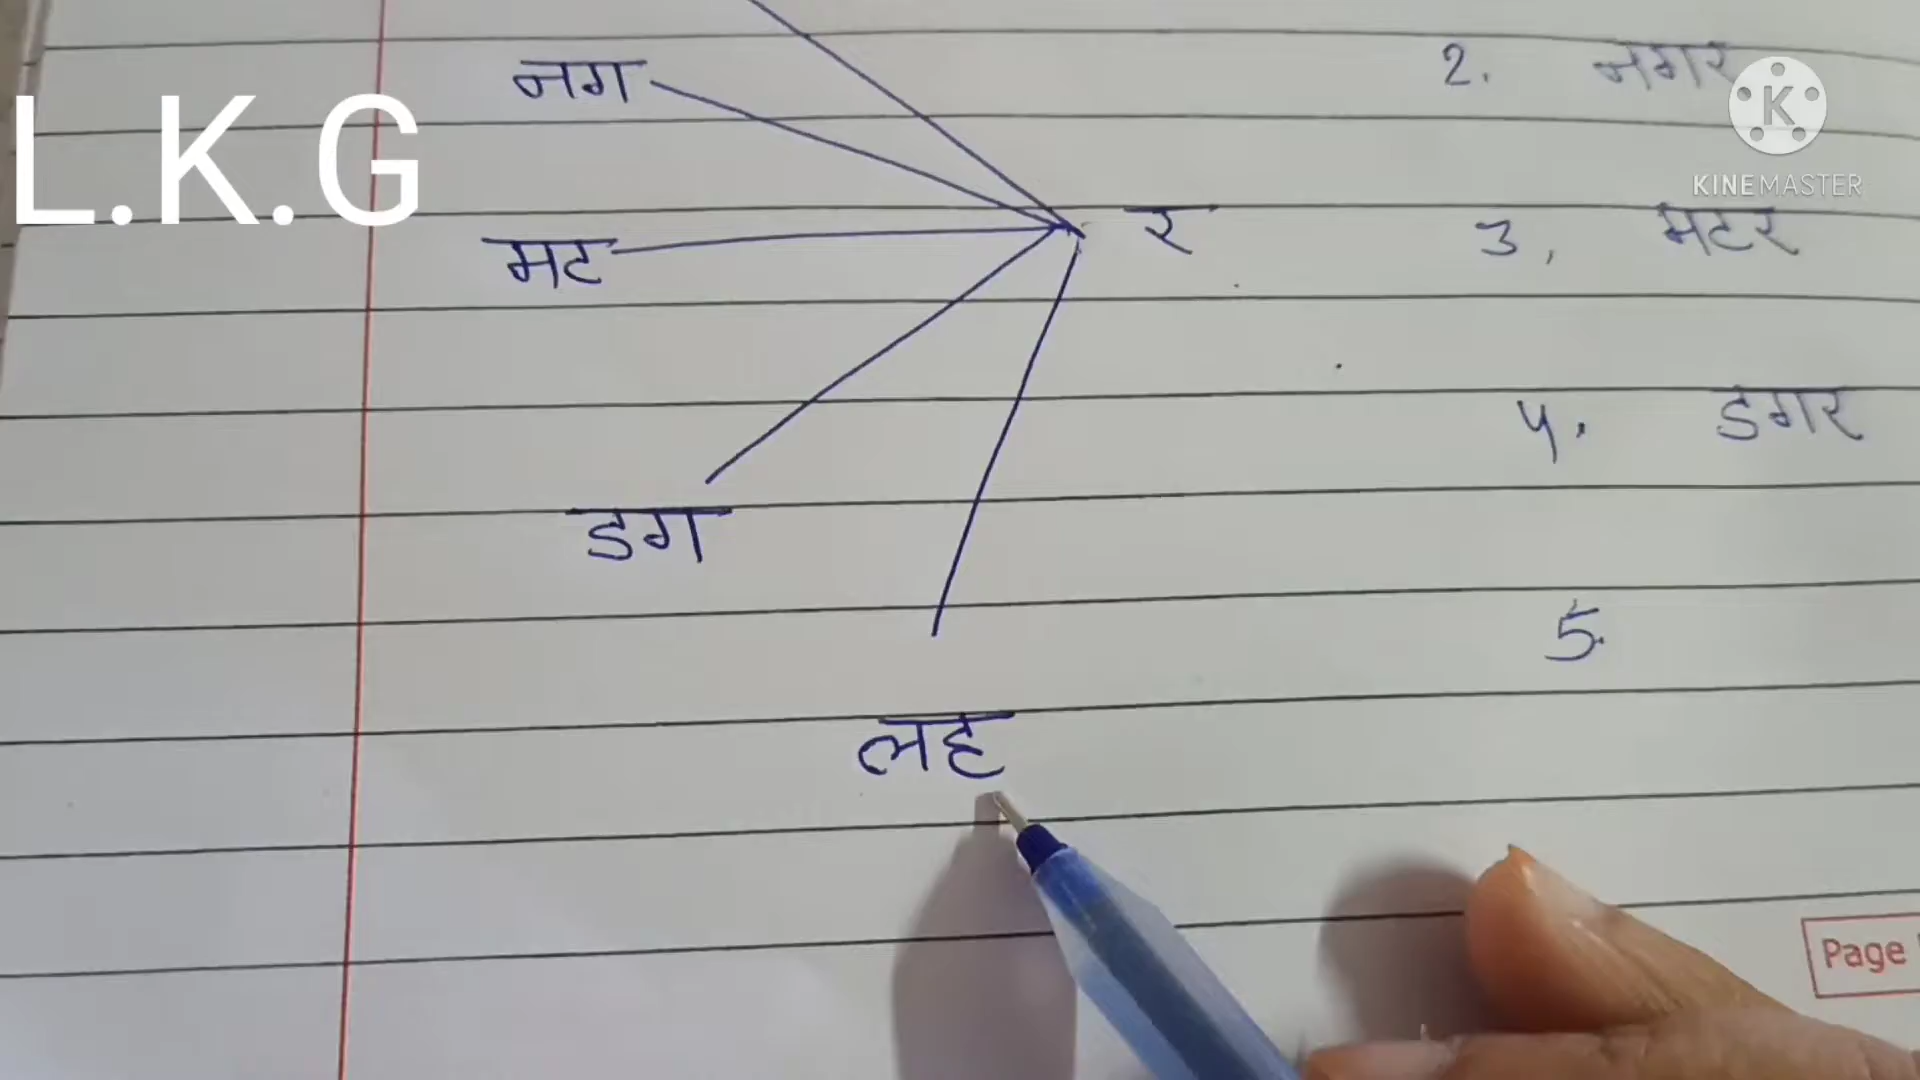 नग 2. नगर
L.K.G
KINEMASTER
मट र 3. मटर
4. डगर
डग
5.
लह
Page